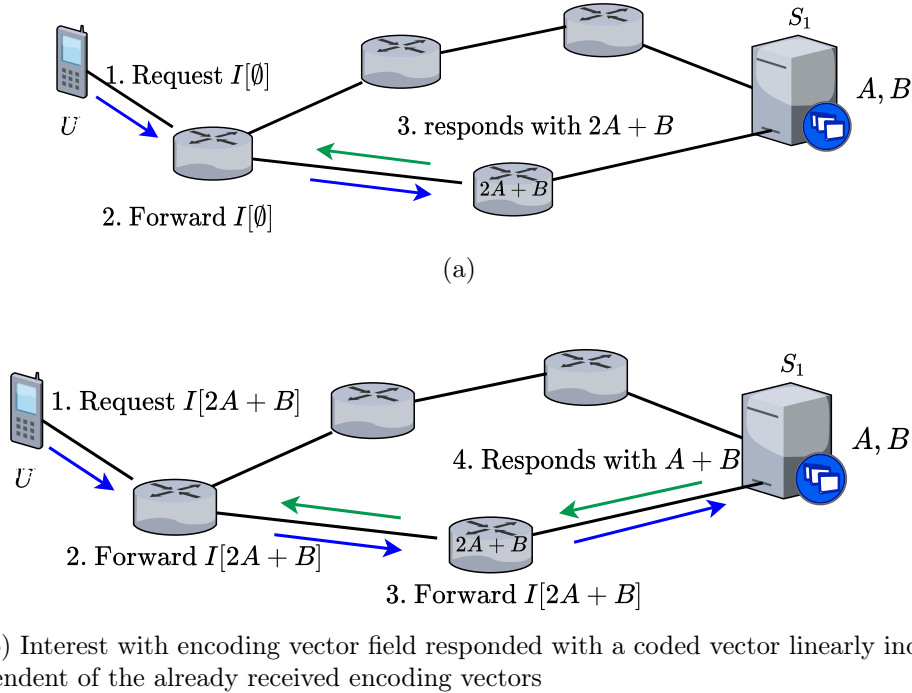 S₁
1. Request I[∅]
A, B
U
3. responds with 2A + B
2A + B
2. Forward I[∅]
(a)
S₁
1. Request I[2A + B]
A, B
4. Responds with A + B
U
2A + B
2. Forward I[2A + B]
3. Forward I[2A + B]
) Interest with encoding vector field responded with a coded vector linearly
of the already received encoding vectors